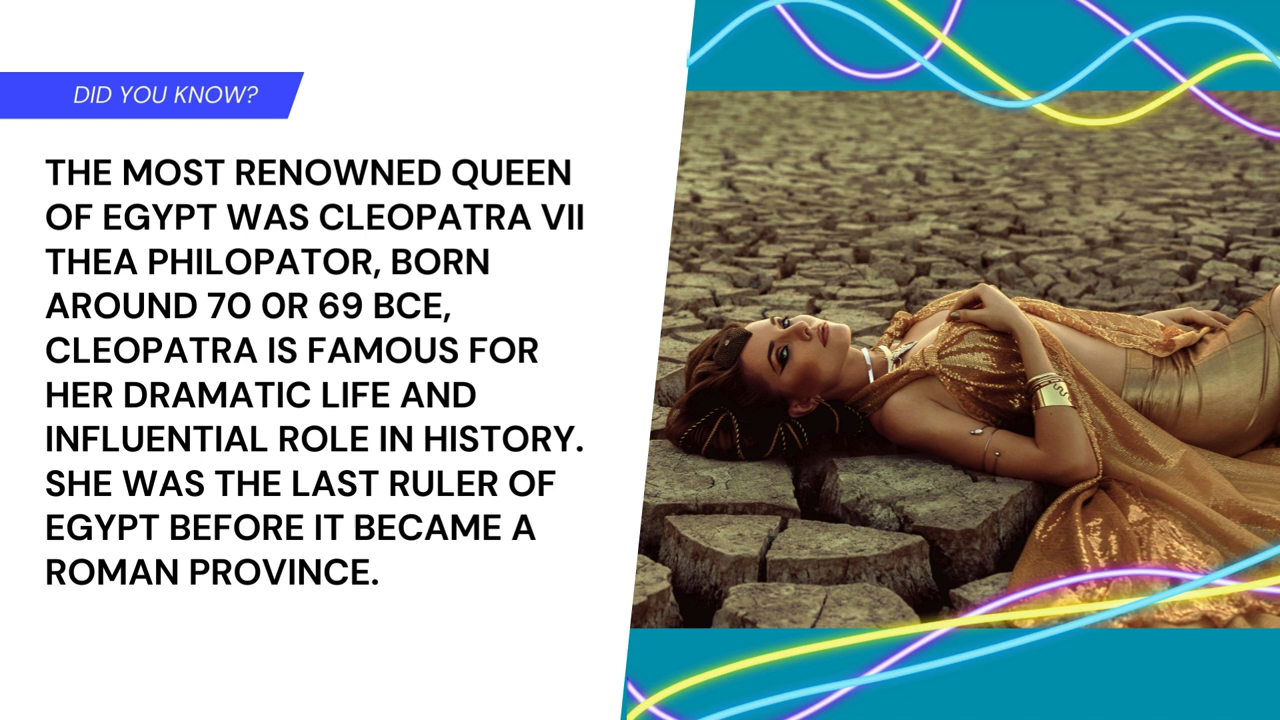 DID YOU KNOW?
THE MOST RENOWNED QUEEN
OF EGYPT WAS CLEOPATRA VII
THEA PHILOPATOR, BORN
AROUND 70 0R 69 BCE,
CLEOPATRA IS FAMOUS FOR
HER DRAMATIC LIFE AND
INFLUENTIAL ROLE IN HISTORY.
SHE WAS THE LAST RULER OF
EGYPT BEFORE IT BECAME A
ROMAN PROVINCE.